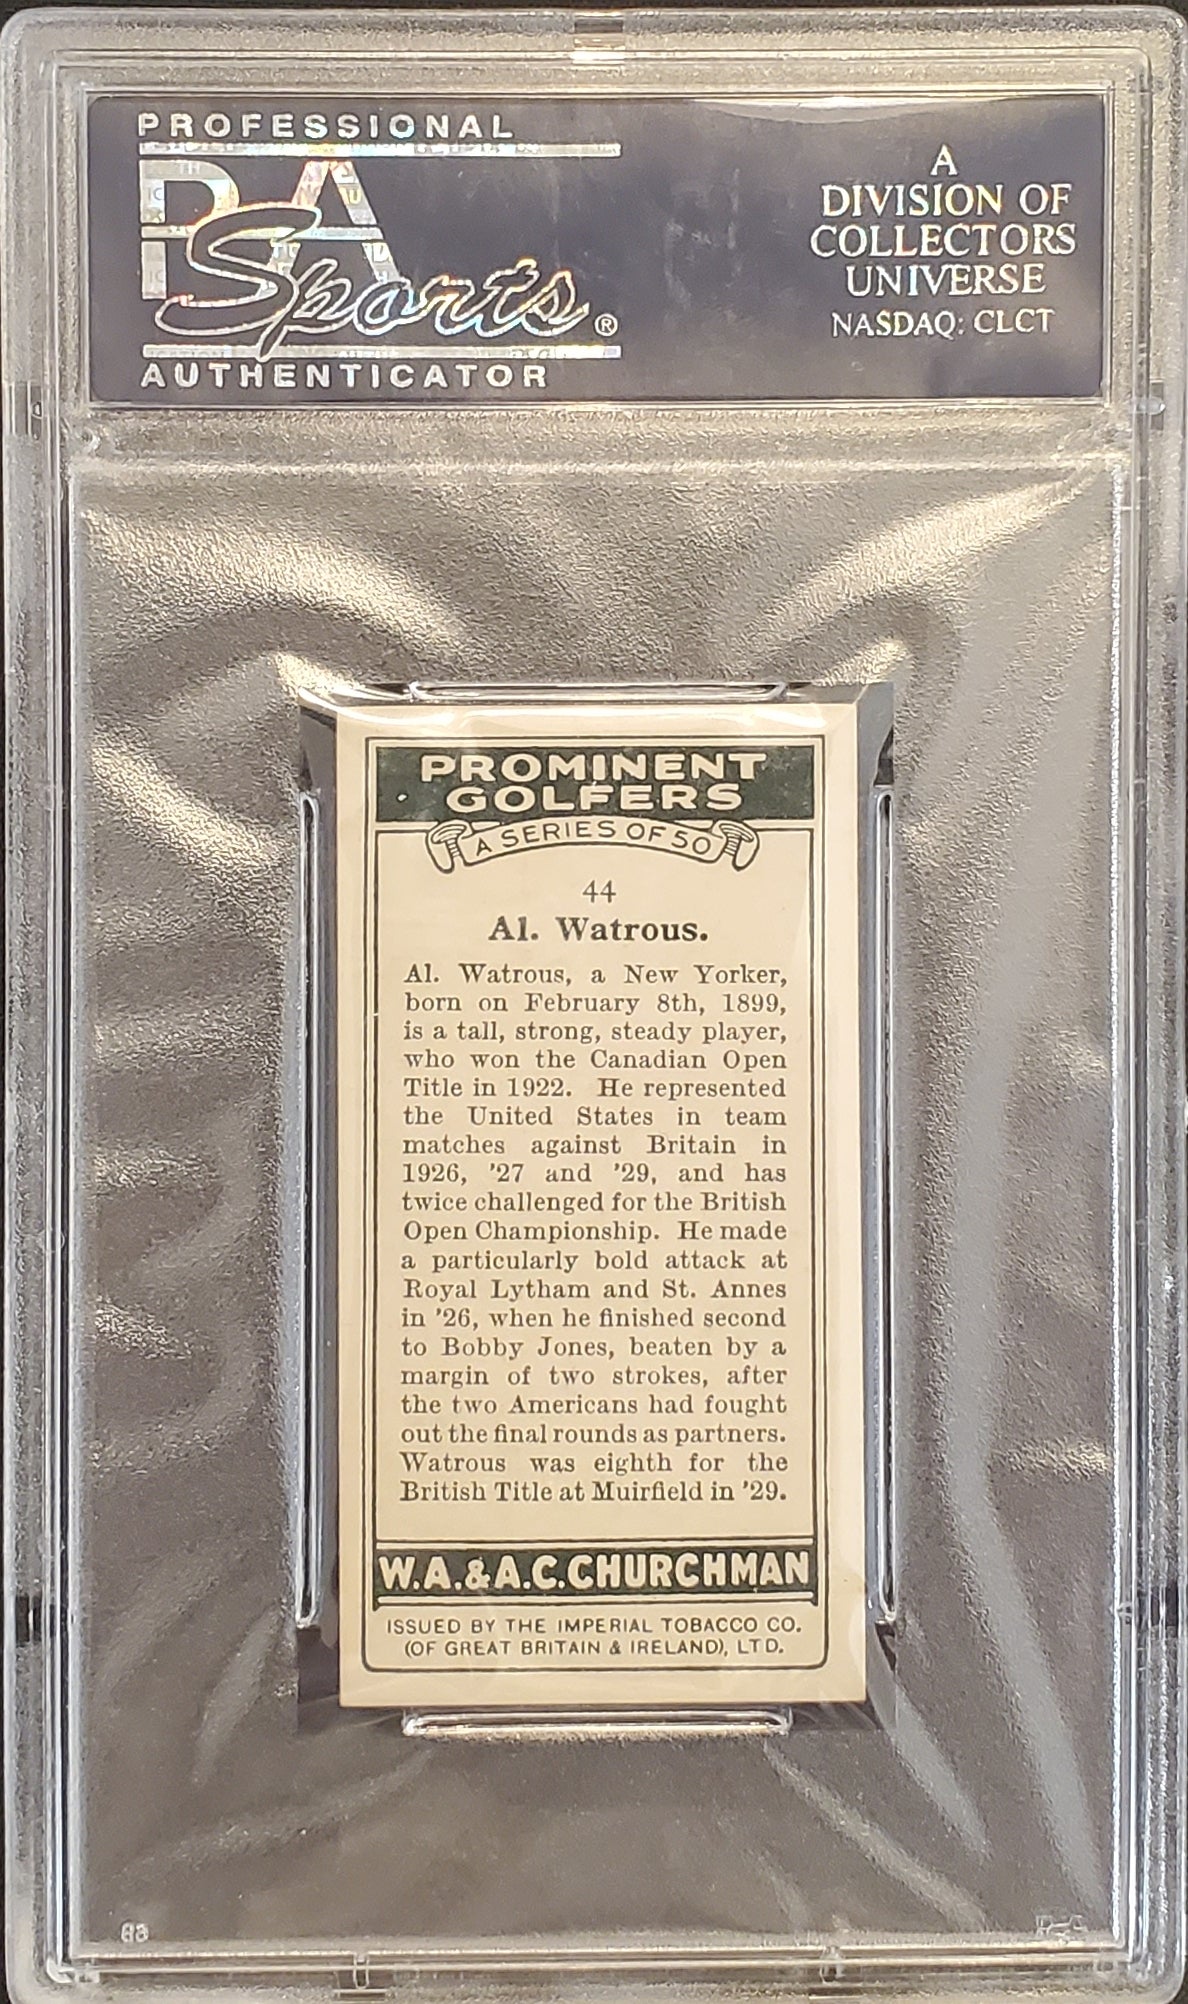 PROFESSIONAL
PSA
Sports®
AUTHENTICATOR
A
DIVISION OF
COLLECTORS
UNIVERSE
NASDAQ: CLCT
PROMINENT
GOLFERS
A SERIES OF 50
44
Al. Watrous.
Al. Watrous, a New Yorker,
born on February 8th, 1899,
is a tall, strong, steady player,
who won the Canadian Open
Title in 1922. He represented
the United States in team
matches against Britain in
1926, '27 and '29, and has
twice challenged for the British
Open Championship. He made
a particularly bold attack at
Royal Lytham and St. Annes
in '26, when he finished second
to Bobby Jones, beaten by a
margin of two strokes, after
the two Americans had fought
out the final rounds as partners.
Watrous was eighth for the
British Title at Muirfield in '29.
W.A.&A.C.CHURCHMAN
ISSUED BY THE IMPERIAL TOBACCO CO.
(OF GREAT BRITAIN & IRELAND), LTD.